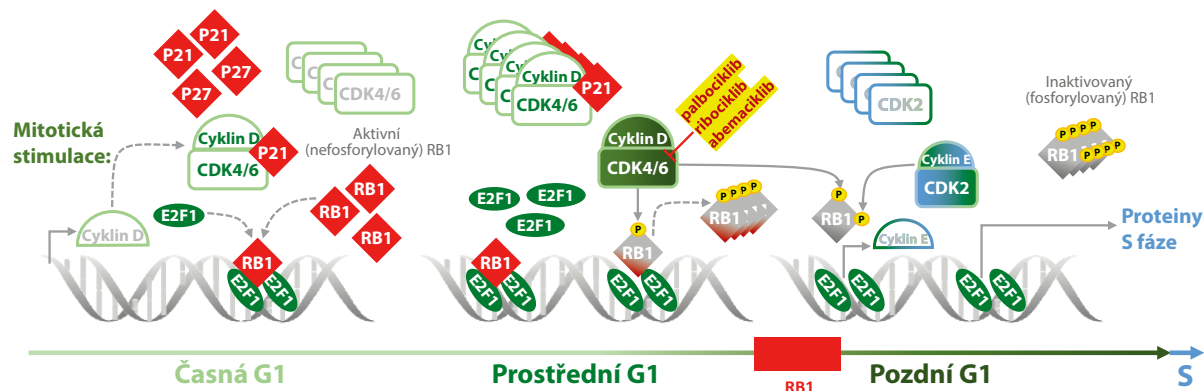 P21
P21
P27
P27
CDK4/6
Mitotická
stimulace:
Cyklin D
CDK4/6
P21
Aktivní
(nefosforylovaný) RB1
RB1
RB1
RB1
E2F1
Cyklin D
RB1
E2F1
E2F1
Cyklin D
CDK4/6
P21
palbociklib
ribociklib
abemaciklib
Cyklin D
CDK4/6
E2F1
E2F1
E2F1
P
P
P
P
RB1
P
RB1
RB1
E2F1
E2F1
E2F1
E2F1
CDK2
Inaktivovaný
(fosforylovaný) RB1
P
P
P
P
RB1
P
P
P
P
Cyklin E
CDK2
P
RB1
P
Cyklin E
Proteiny
S fáze
E2F1
E2F1
E2F1
E2F1
Časná G1
Prostřední G1
RB1
Pozdní G1
S